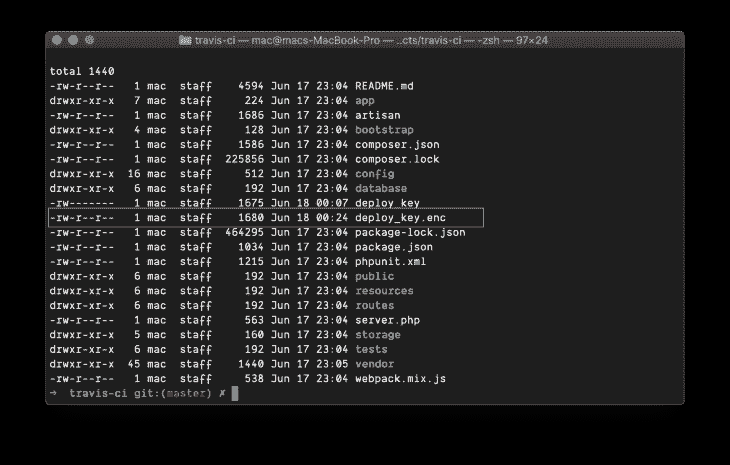 travis-ci — mac@macs-MacBook-Pro — ..cts/travis-ci — -zsh — 97×24
total 1440
-rw-r--r-- 1 mac staff 4594 Jun 17 23:04 README.md
drwxr-xr-x 7 mac staff 224 Jun 17 23:04 app
-rwxr-xr-x 1 mac staff 1686 Jun 17 23:04 artisan
drwxr-xr-x 4 mac staff 128 Jun 17 23:04 bootstrap
-rw-r--r-- 1 mac staff 1586 Jun 17 23:04 composer.json
-rw-r--r-- 1 mac staff 225856 Jun 17 23:04 composer.lock
drwxr-xr-x 16 mac staff 512 Jun 17 23:04 config
drwxr-xr-x 6 mac staff 192 Jun 17 23:04 database
-rw------- 1 mac staff 1675 Jun 18 00:07 deploy_key
-rw-r--r-- 1 mac staff 1680 Jun 18 00:24 deploy_key.enc
-rw-r--r-- 1 mac staff 464295 Jun 17 23:04 package-lock.json
-rw-r--r-- 1 mac staff 1034 Jun 17 23:04 package.json
-rw-r--r-- 1 mac staff 1215 Jun 17 23:04 phpunit.xml
drwxr-xr-x 6 mac staff 192 Jun 17 23:04 public
drwxr-xr-x 6 mac staff 192 Jun 17 23:04 resources
drwxr-xr-x 6 mac staff 192 Jun 17 23:04 routes
-rw-r--r-- 1 mac staff 563 Jun 17 23:04 server.php
drwxr-xr-x 5 mac staff 160 Jun 17 23:04 storage
drwxr-xr-x 6 mac staff 192 Jun 17 23:04 tests
drwxr-xr-x 45 mac staff 1440 Jun 17 23:05 vendor
-rw-r--r-- 1 mac staff 538 Jun 17 23:04 webpack.mix.js
→ travis-ci git:(master) ✗